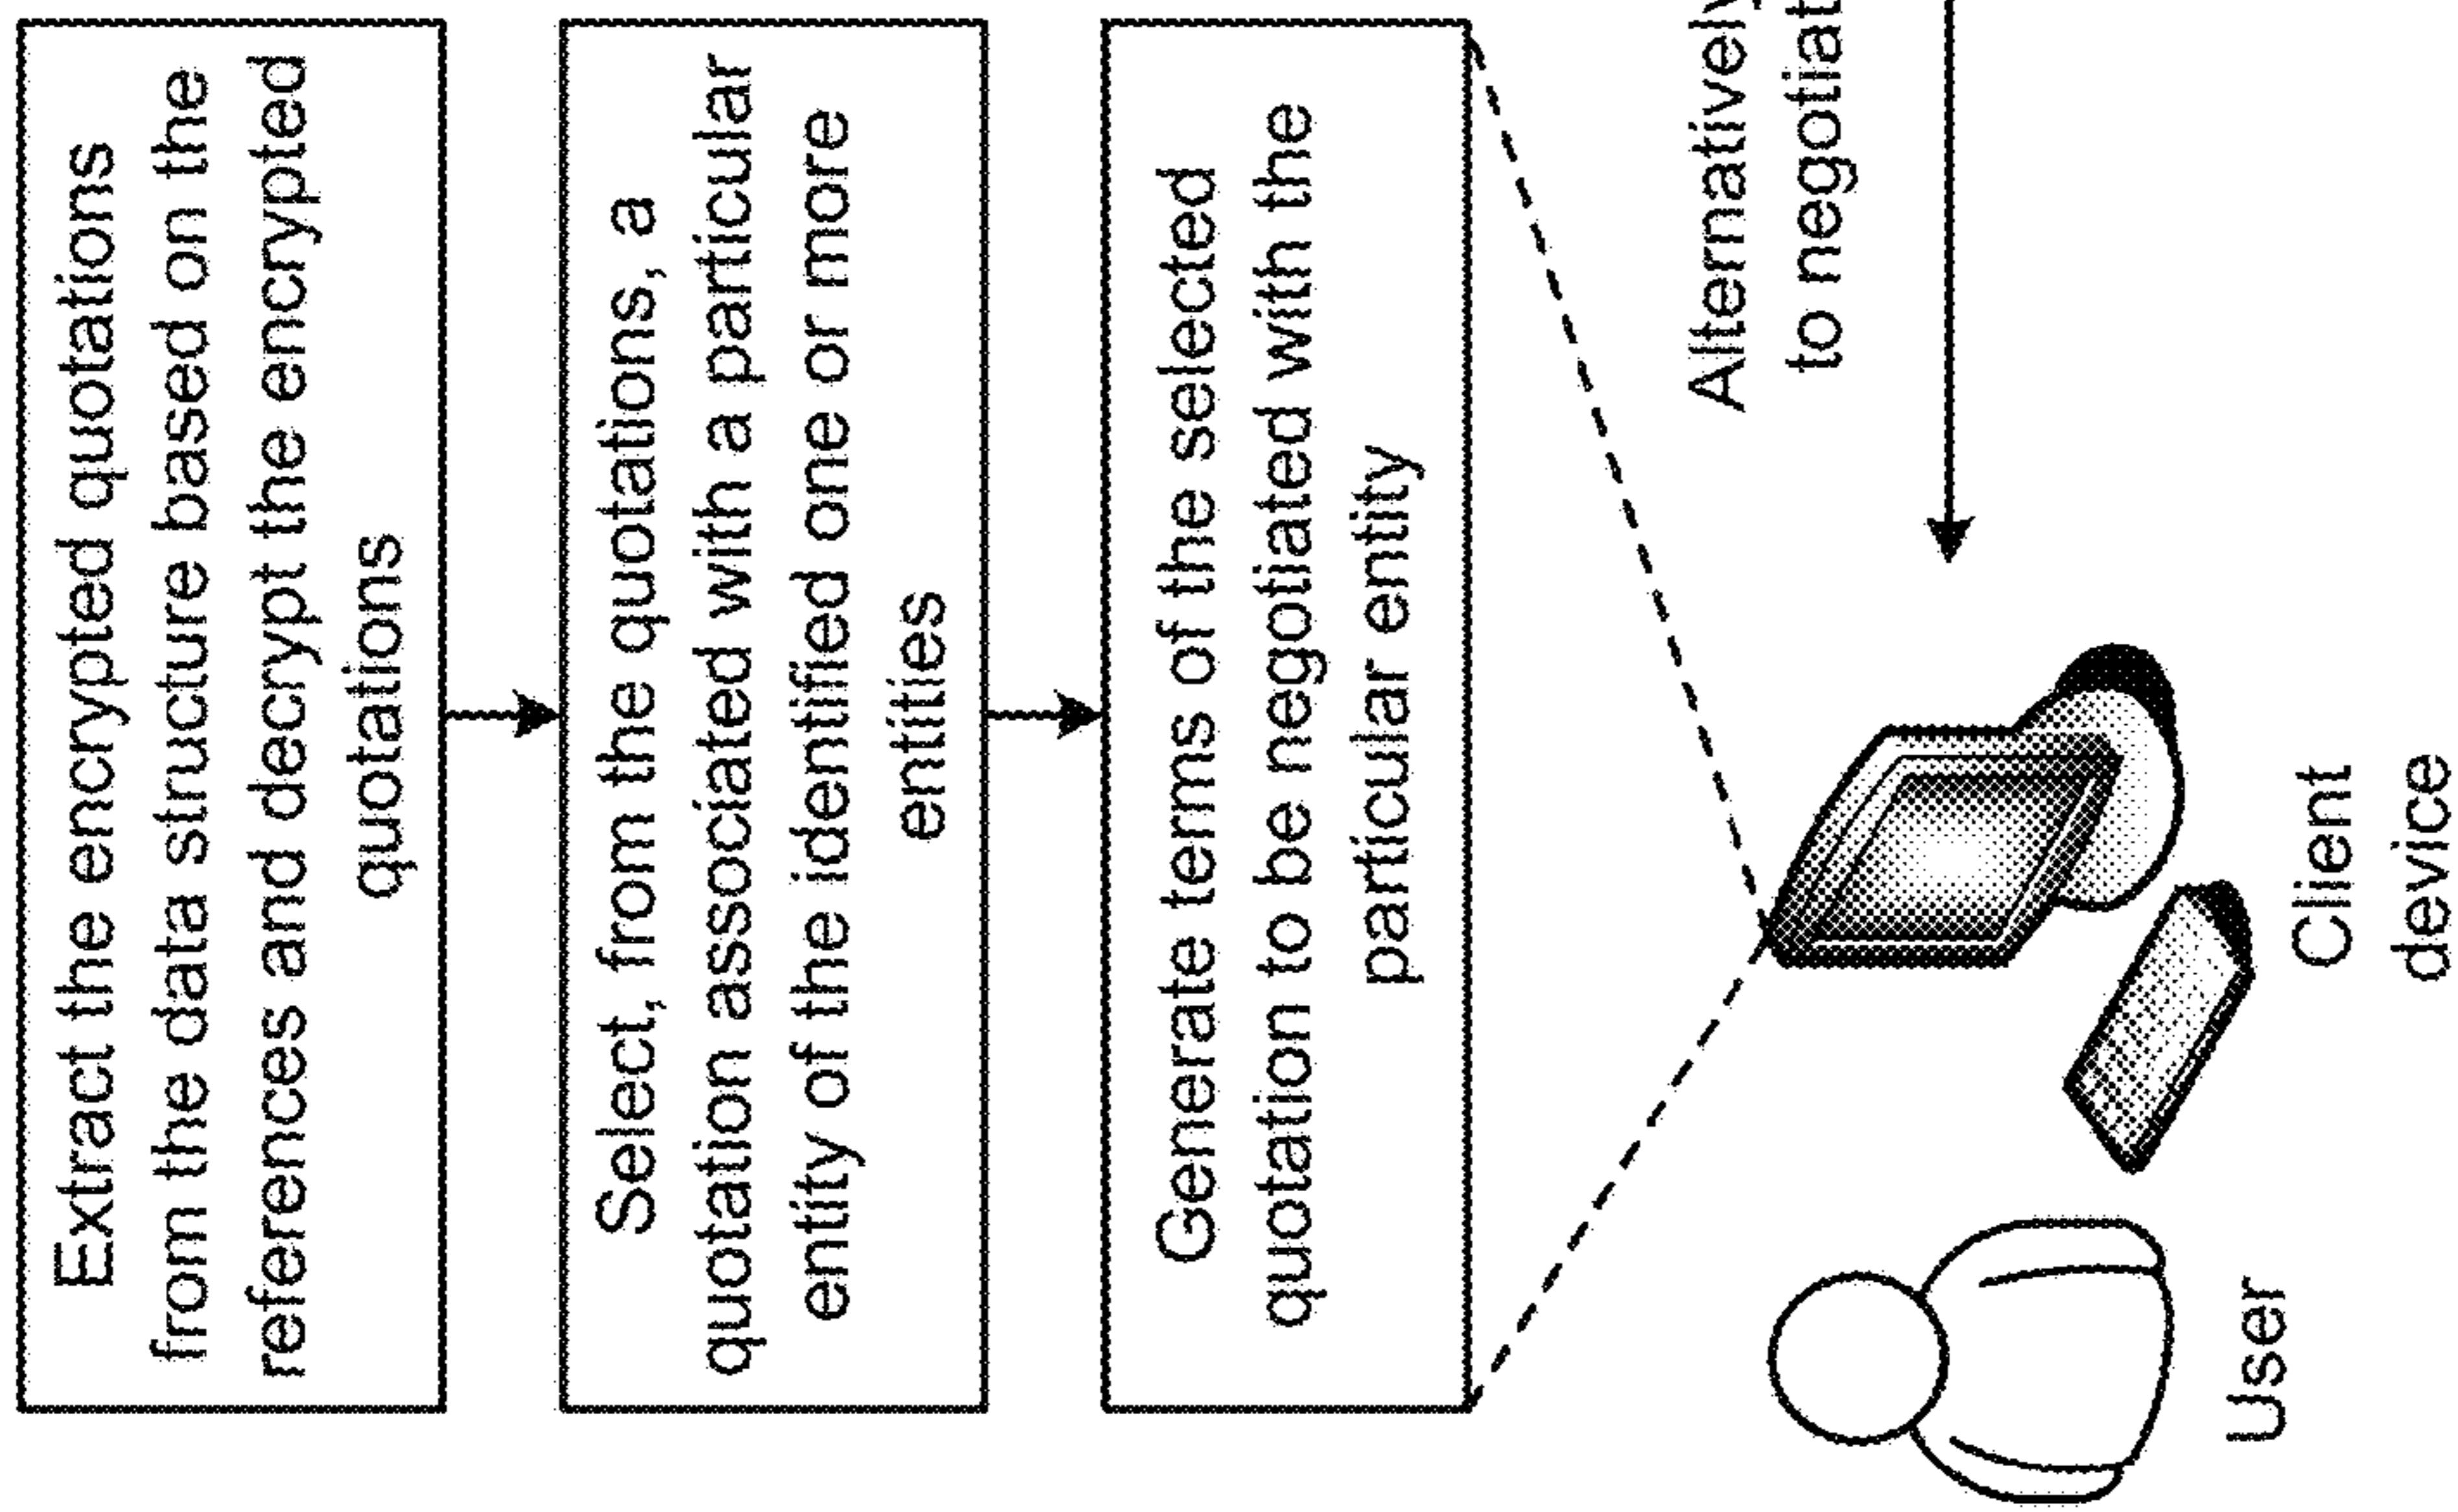 Extract the encrypted quotations
from the data structure based on the
references and decrypt the encrypted
quotations
Select, from the quotations, a
quotation associated with a particular
entity of the identified one or more
entities
Generate terms of the selected
quotation to be negotiated with the
particular entity
to
User
Client
device